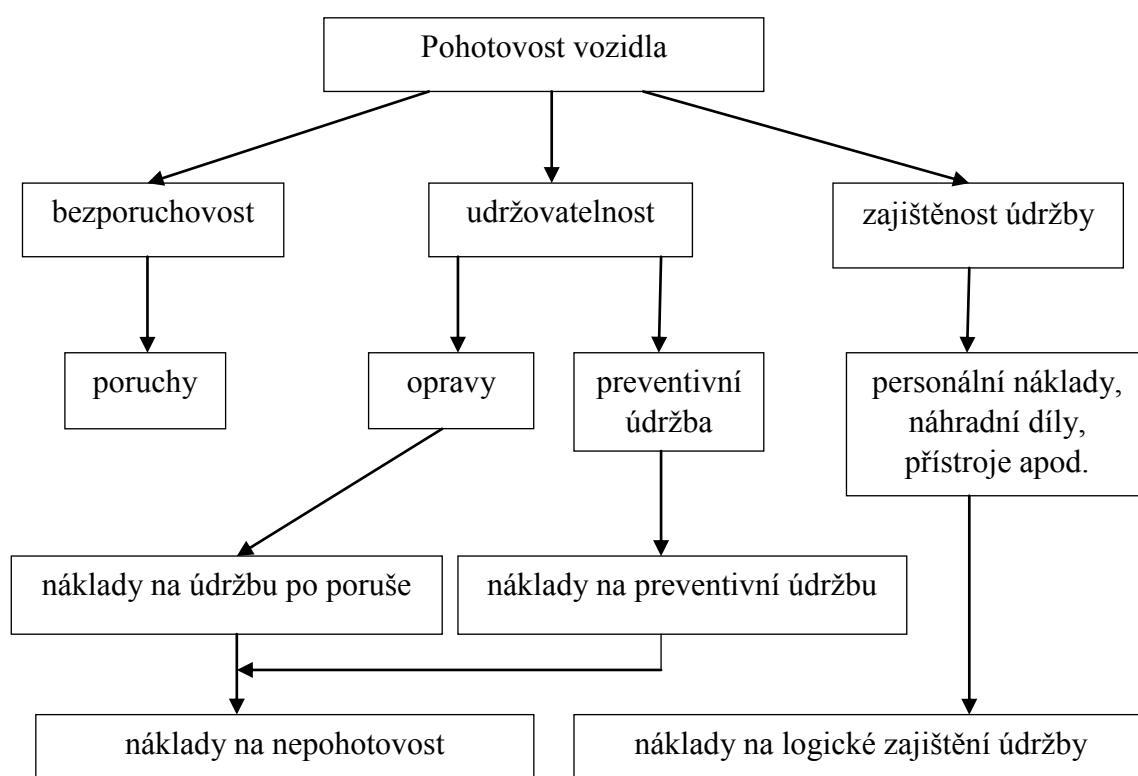 Pohotovost vozidla
bezporuchovost
udržovatelnost
zajištěnost údržby
poruchy
opravy
preventivní
údržba
personální náklady,
náhradní díly,
přístroje apod.
náklady na údržbu po poruše
náklady na preventivní údržbu
náklady na nepohotovost
náklady na logické zajištění údržby